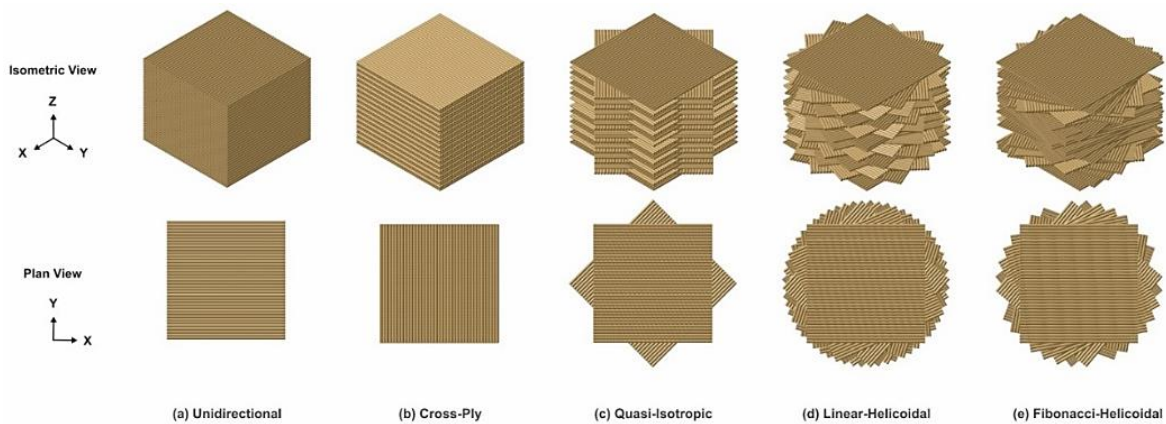 Isometric View
Z
X
Y
Plan View
Y
X
(a) Unidirectional
(b) Cross-Ply
(c) Quasi-Isotropic
(d) Linear-Helicoidal
(e) Fibonacci-Helicoidal